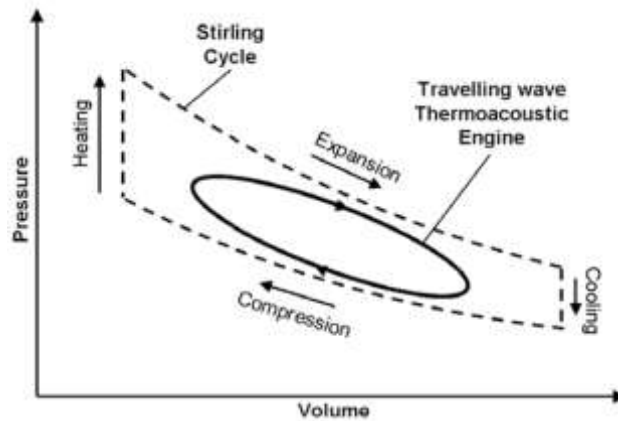 Stirling
Cycle
Travelling wave
Thermoacoustic
Engine
Heating
Expansion
Pressure
Cooling
Compression
Volume